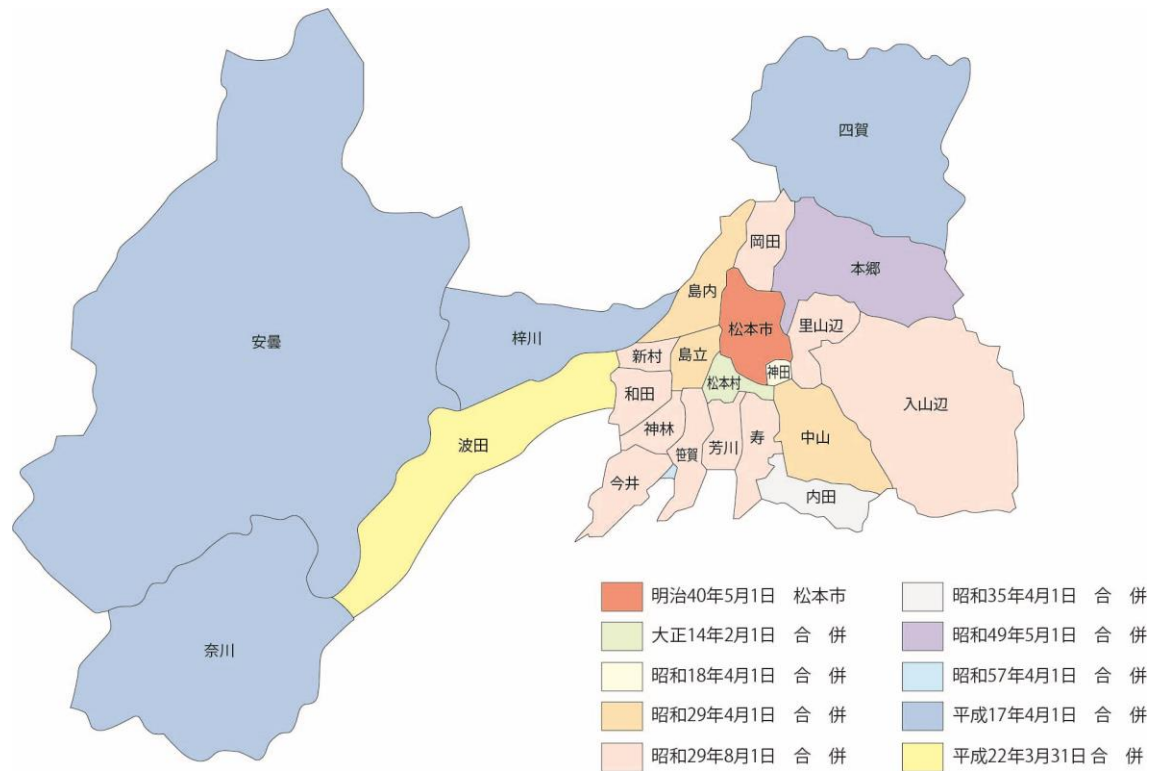 四賀
岡田
本郷
島内
松本市
里山辺
安曇
梓川
新村
島立
神田
松本村
和田
入山辺
神林
波田
笹賀
芳川
寿
中山
今井
内田
奈川
明治40年5月1日 松本市
大正14年2月1日 合 併
昭和18年4月1日 合 併
昭和29年4月1日 合 併
昭和29年8月1日 合 併
昭和35年4月1日 合 併
昭和49年5月1日 合 併
昭和57年4月1日 合 併
平成17年4月1日 合 併
平成22年3月31日 合 併